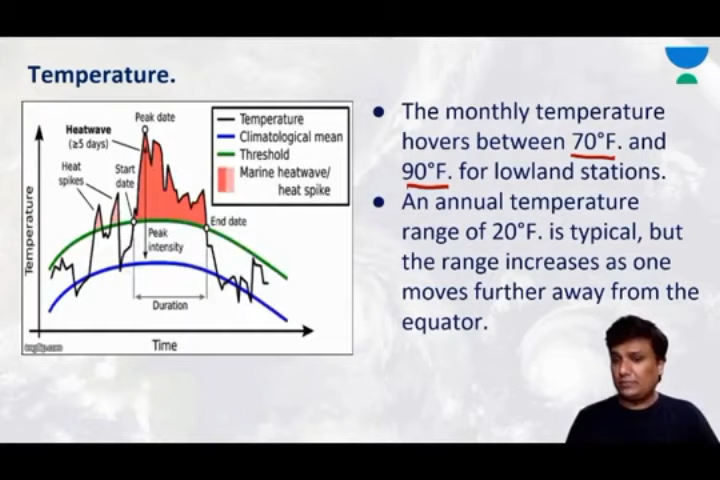 Temperature.
Peak date
Heatwave
(≥5 days)
Heat
spikes
Start
date
Temperature
Climatological mean
Threshold
Marine heatwave/
heat spike
End date
Peak
intensity
Duration
Temperature
Time
imgflip.com
● The monthly temperature
hovers between 70°F. and
90°F. for lowland stations.
● An annual temperature
range of 20°F. is typical, but
the range increases as one
moves further away from the
equator.